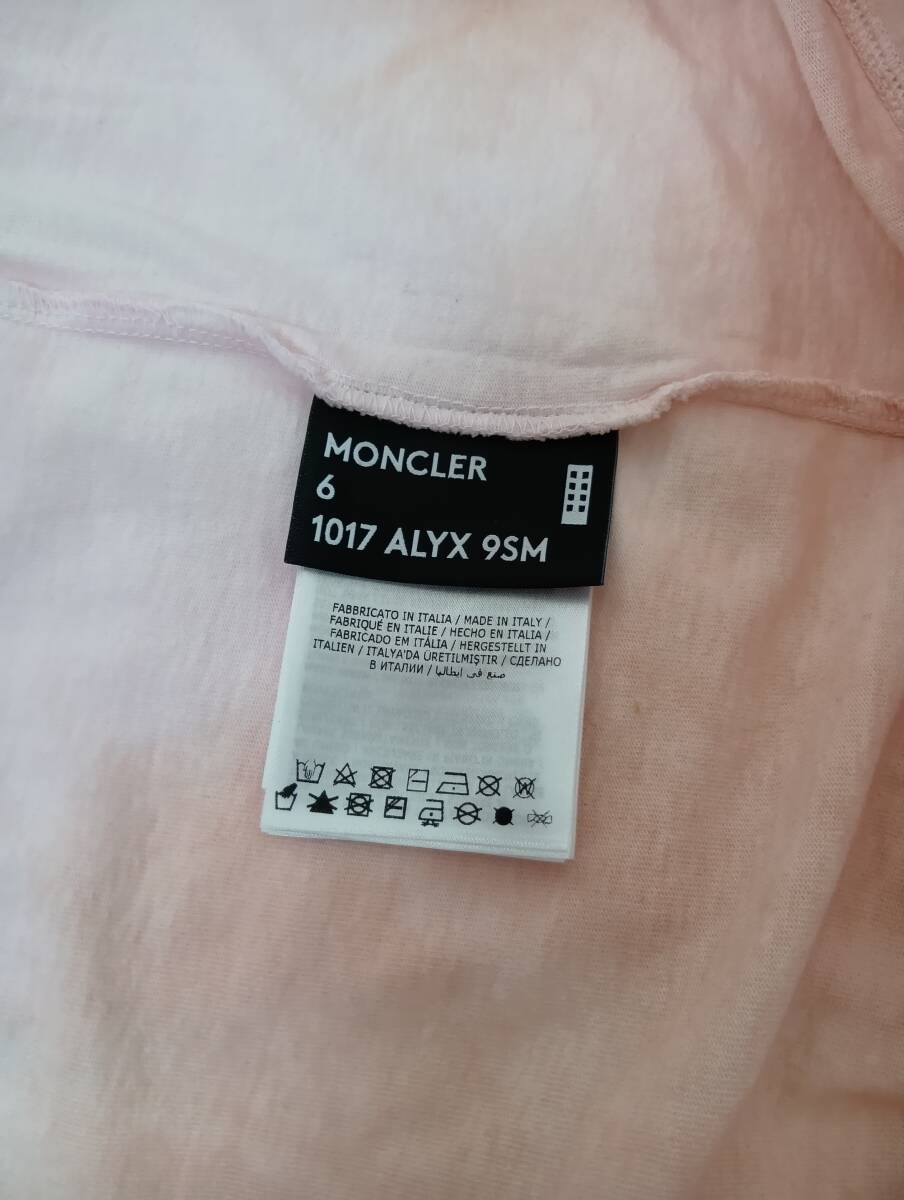 MONCLER
6
1017 ALYX 9SM
FABBRICATO IN ITALIA / MADE IN ITALY /
FABRIQUÉ EN ITALIE / HECHO EN ITALIA /
FABRICADO EM ITÁLIA / HERGESTELLT IN
ITALIEN / ITALYA'DA ÜRETILMIŞTIR / СДЕЛАНО
В ИТАЛИИ / صنع في ايطاليا